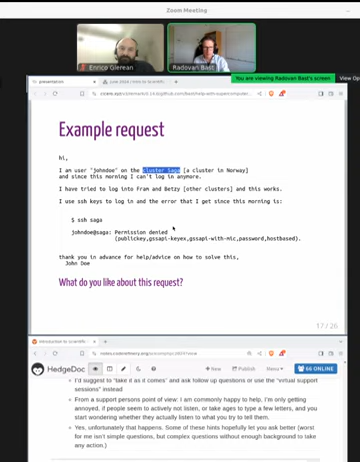 Zoom Meeting
Enrico Glerean
Radovan Bast
You are viewing Radovan Bast's screen
View Op
presentation
Example request
hi,
I am user 'johndoe' on the cluster Saga [a cluster in Norway]
and since this morning I can't log in anymore.
I have tried to log into Fram and Betzy [other clusters] and this works.
I use ssh keys to log in and the error that I get since this morning is:
$ ssh saga
johndoe@saga: Permission denied
(publickey,gssapi-keyex,gssapi-with-mic,password,hostbased).
thank you in advance for help/advice on how to solve this,
John Doe
What do you like about this request?
17 / 26
HedgeDoc
New
Publish
Menu
66 ONLINE
I'd suggest to "take it as it comes" and ask follow up questions or use the "virtual support
sessions" instead
From a support persons point of view: I am commonly happy to help, I'm only getting
annoyed, if people seem to actively not listen, or take ages to type a few letters, and you
start wondering whether they actually listen to what you try to tell them.
Yes, unfortunately that happens. Some of these hints hopefully let you ask better (worst
for me isn't simple questions, but complex questions without enough background to take
any action.)